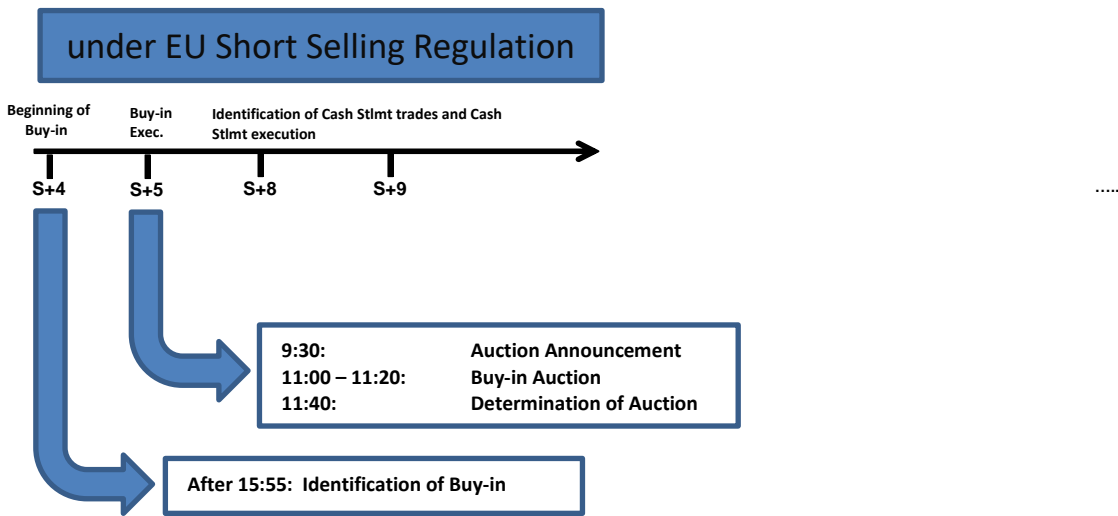 under EU Short Selling Regulation
Beginning of
Buy-in
Buy-in
Exec.
Identification of Cash Stlmt trades and Cash
Stlmt execution
S+4
S+5
S+8
S+9
.....
9:30: Auction Announcement
11:00 – 11:20: Buy-in Auction
11:40: Determination of Auction
After 15:55: Identification of Buy-in